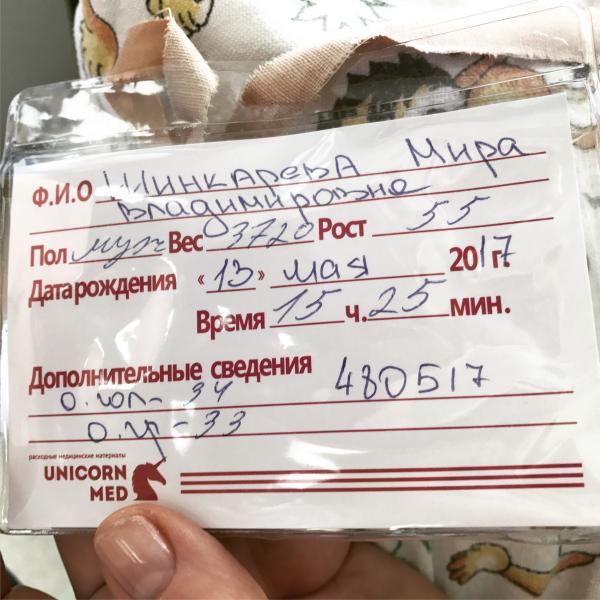 Ф.И.О Шинкарева Мира
Владимировне
Пол муж Вес 3720 Рост 55
Дата рождения «13» мая 2017 г.
Время 15 ч. 25 мин.
Дополнительные сведения 480517
о.гол- 34
о.гр-33
расходные медицинские материалы
UNICORN
MED